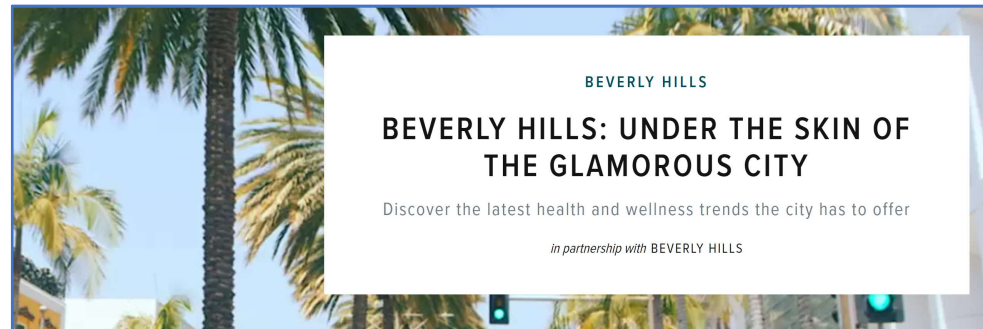 BEVERLY HILLS
BEVERLY HILLS: UNDER THE SKIN OF
THE GLAMOROUS CITY
Discover the latest health and wellness trends the city has to offer
in partnership with BEVERLY HILLS